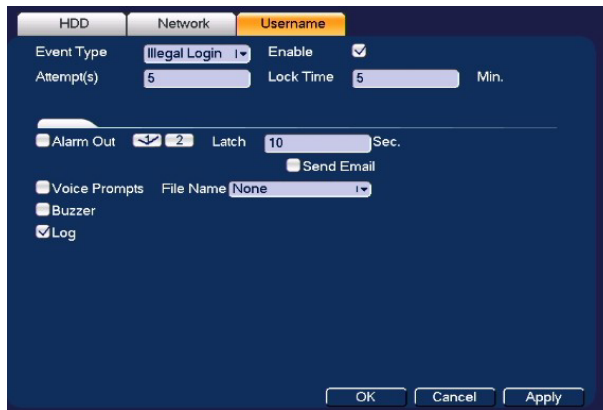 HDD Network Username
Event Type Illegal Login Enable
Attempt(s) 5 Lock Time 5 Min.
Alarm Out 1 2 Latch 10 Sec.
Send Email
Voice Prompts File Name None
Buzzer
Log
OK Cancel Apply